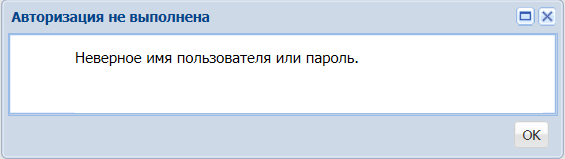 Авторизация не выполнена
Неверное имя пользователя или пароль.
OK